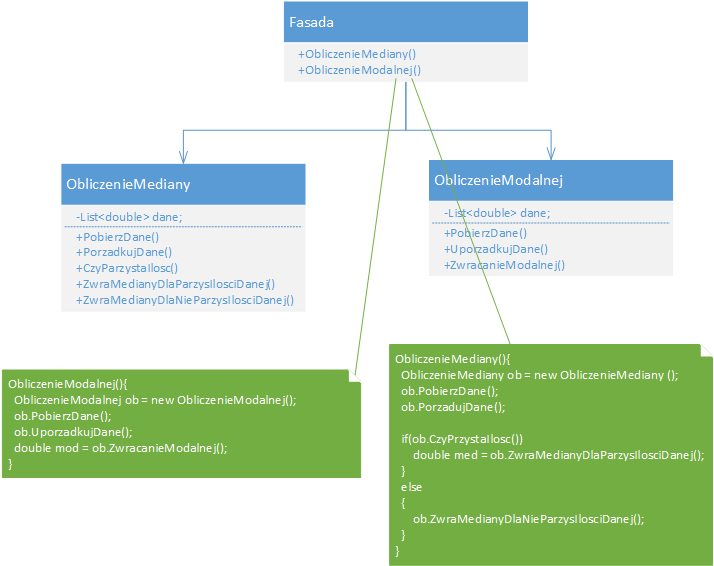 Fasada
+ObliczenieMediany()
+ObliczenieModalnej()
ObliczenieMediany
-List<double> dane;
+PobierzDane()
+PorzadkujDane()
+CzyParzystaIlosc()
+ZwraMedianyDlaParzysIlosciDanej()
+ZwraMedianyDlaNieParzysIlosciDanej()
ObliczenieModalnej
-List<double> dane;
+PobierzDane()
+UporzadkujDane()
+ZwracanieModalnej()
ObliczenieModalnej(){
ObliczenieModalnej ob = new ObliczenieModalnej();
ob.PobierzDane();
ob.UporzadkujDane();
double mod = ob.ZwracanieModalnej();
}
ObliczenieMediany(){
ObliczenieMediany ob = new ObliczenieMediany ();
ob.PobierzDane();
ob.PorzadujDane();
if(ob.CzyPrzystaIlosc())
double med = ob.ZwraMedianyDlaParzysIlosciDanej();
}
else
{
ob.ZwraMedianyDlaNieParzysIlosciDanej();
}
}